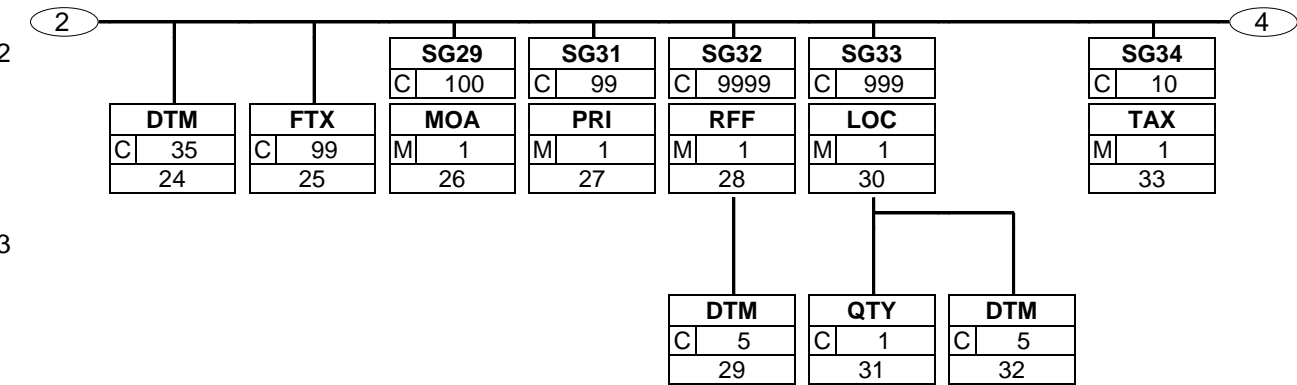 2 4
2
SG29 SG31 SG32 SG33 SG34
C 100 C 99 C 9999 C 999 C 10
DTM FTX MOA PRI RFF LOC TAX
C 35 C 99 M 1 M 1 M 1 M 1 M 1
24 25 26 27 28 30 33
3
DTM QTY DTM
C 5 C 1 C 5
29 31 32